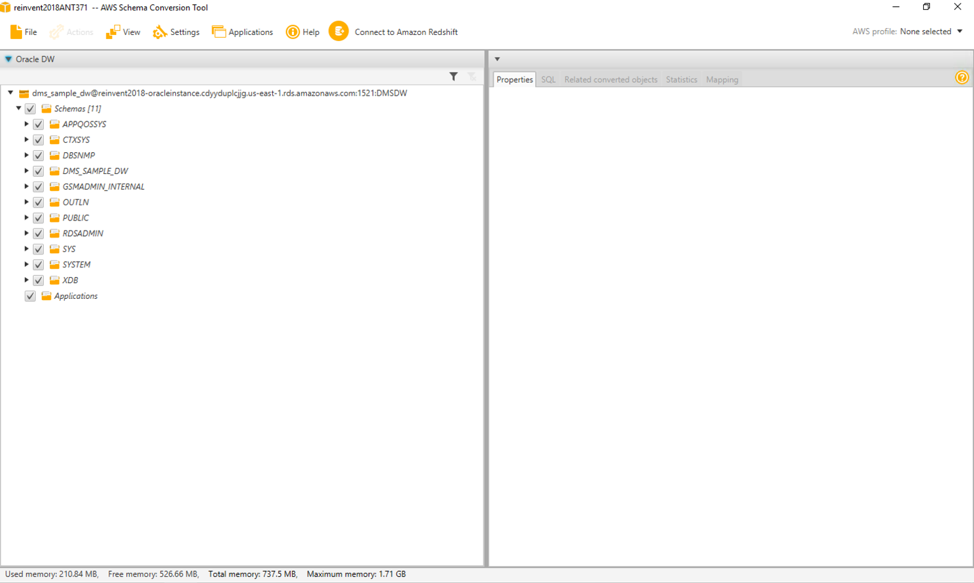 reinvent2018ANT371 -- AWS Schema Conversion Tool
File Actions View Settings Applications Help Connect to Amazon Redshift AWS profile: None selected
Oracle DW
Properties SQL Related converted objects Statistics Mapping
dms_sample_dw@reinvent2018-oracleinstance.cdyyduplcjjg.us-east-1.rds.amazonaws.com:1521:DMSDW
Schemas [11]
APPQOSSYS
CTXSYS
DBSNMP
DMS_SAMPLE_DW
GSMADMIN_INTERNAL
OUTLN
PUBLIC
RDSADMIN
SYS
SYSTEM
XDB
Applications
Used memory: 210.84 MB, Free memory: 526.66 MB, Total memory: 737.5 MB, Maximum memory: 1.71 GB